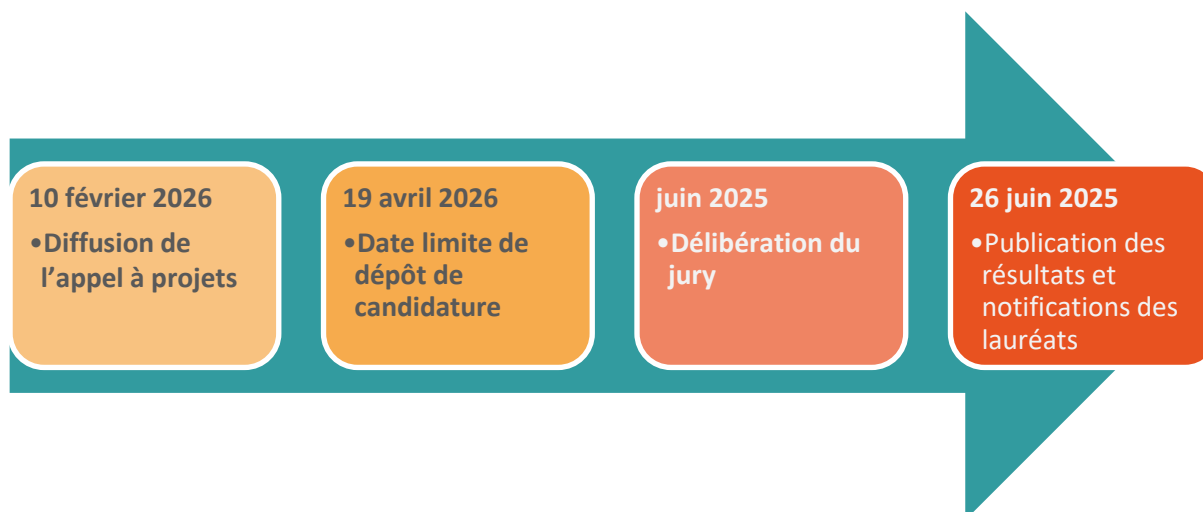 10 février 2026
•Diffusion de
l’appel à projets
19 avril 2026
•Date limite de
dépôt de
candidature
juin 2025
•Délibération du
jury
26 juin 2025
•Publication des
résultats et
notifications des
lauréats